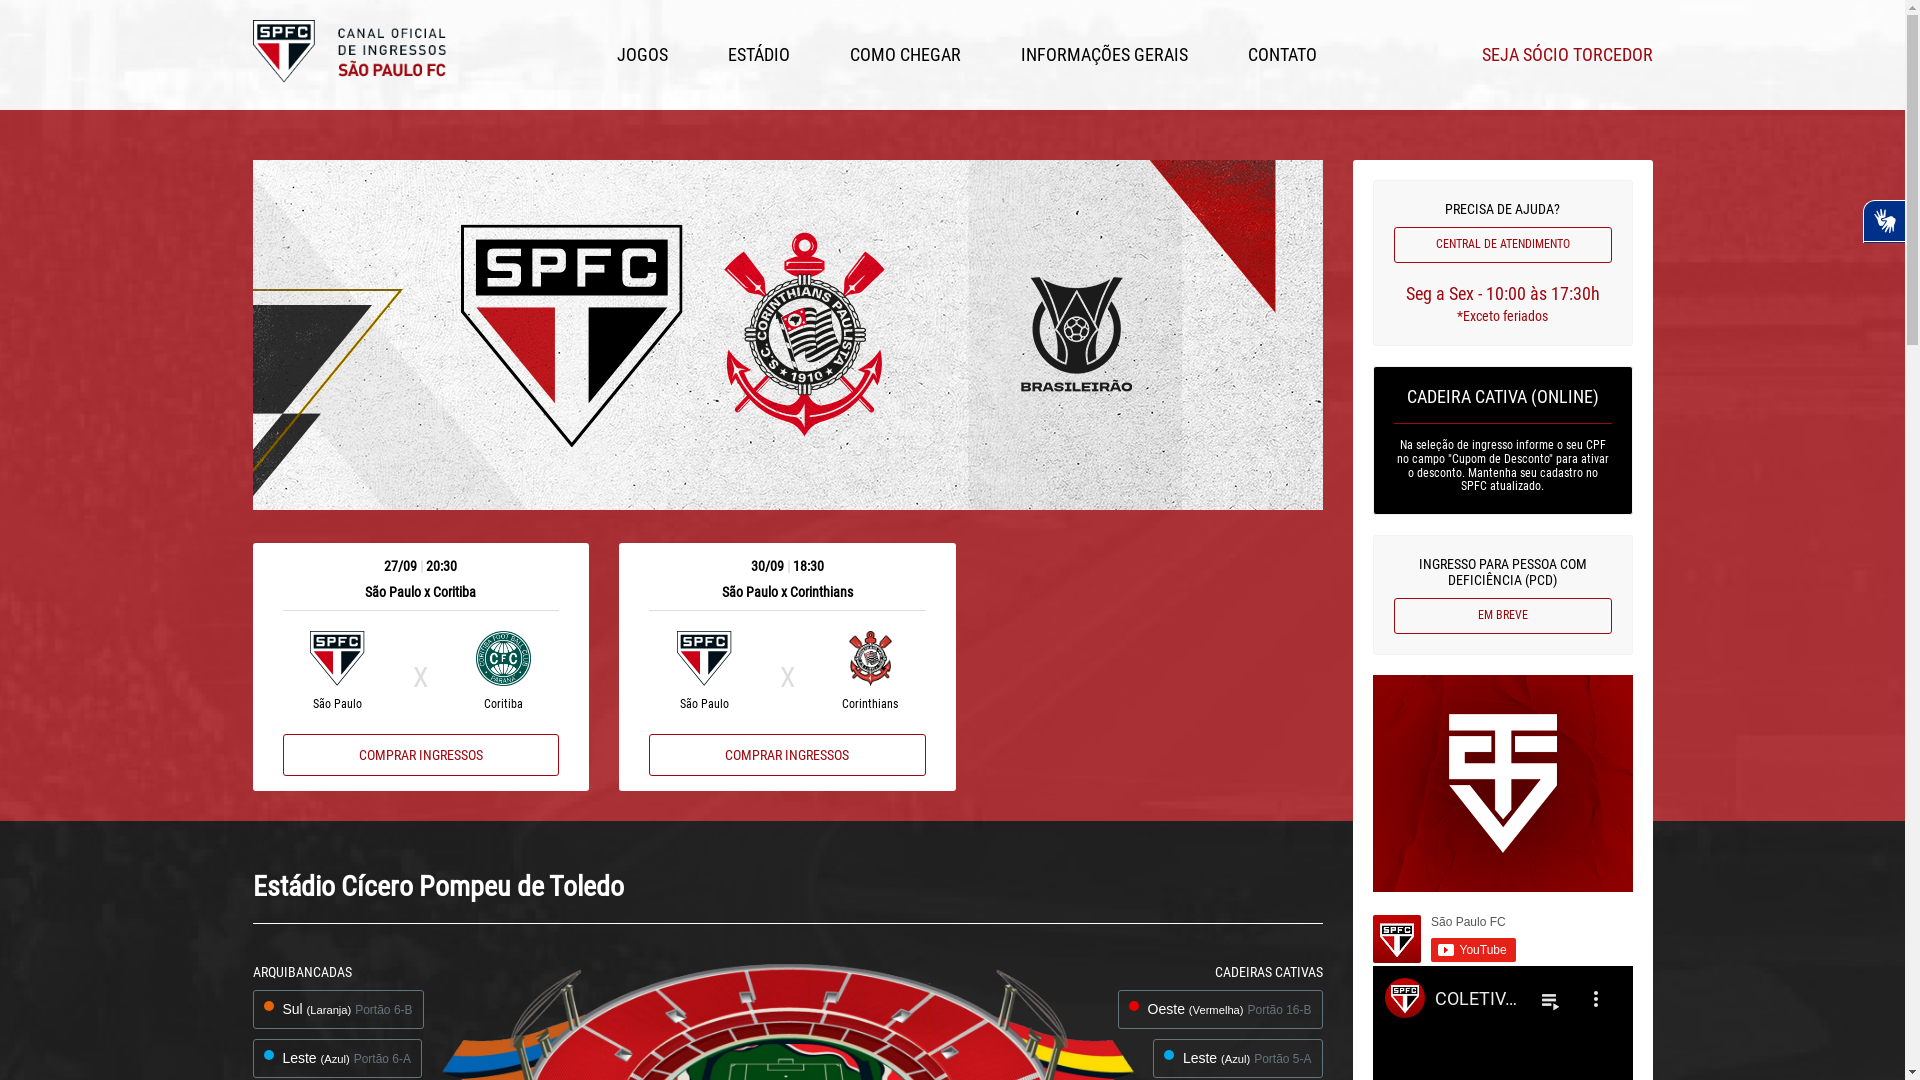 SPFC
CANAL OFICIAL
DE INGRESSOS
SÃO PAULO FC
JOGOS
ESTÁDIO
COMO CHEGAR
INFORMAÇÕES GERAIS
CONTATO
SEJA SÓCIO TORCEDOR
SPFC
S.C. CORINTHIANS PAULISTA
1910
BRASILEIRÃO
27/09 | 20:30
São Paulo x Coritiba
SPFC
X
CFC
São Paulo
Coritiba
COMPRAR INGRESSOS
30/09 | 18:30
São Paulo x Corinthians
SPFC
X
São Paulo
Corinthians
COMPRAR INGRESSOS
Estádio Cícero Pompeu de Toledo
ARQUIBANCADAS
Sul (Laranja) Portão 6-B
Leste (Azul) Portão 6-A
CADEIRAS CATIVAS
Oeste (Vermelha) Portão 16-B
Leste (Azul) Portão 5-A
PRECISA DE AJUDA?
CENTRAL DE ATENDIMENTO
Seg a Sex - 10:00 às 17:30h
*Exceto feriados
CADEIRA CATIVA (ONLINE)
Na seleção de ingresso informe o seu CPF
no campo "Cupom de Desconto" para ativar
o desconto. Mantenha seu cadastro no
SPFC atualizado.
INGRESSO PARA PESSOA COM
DEFICIÊNCIA (PCD)
EM BREVE
SPFC
São Paulo FC
YouTube
SPFC
COLETIV...